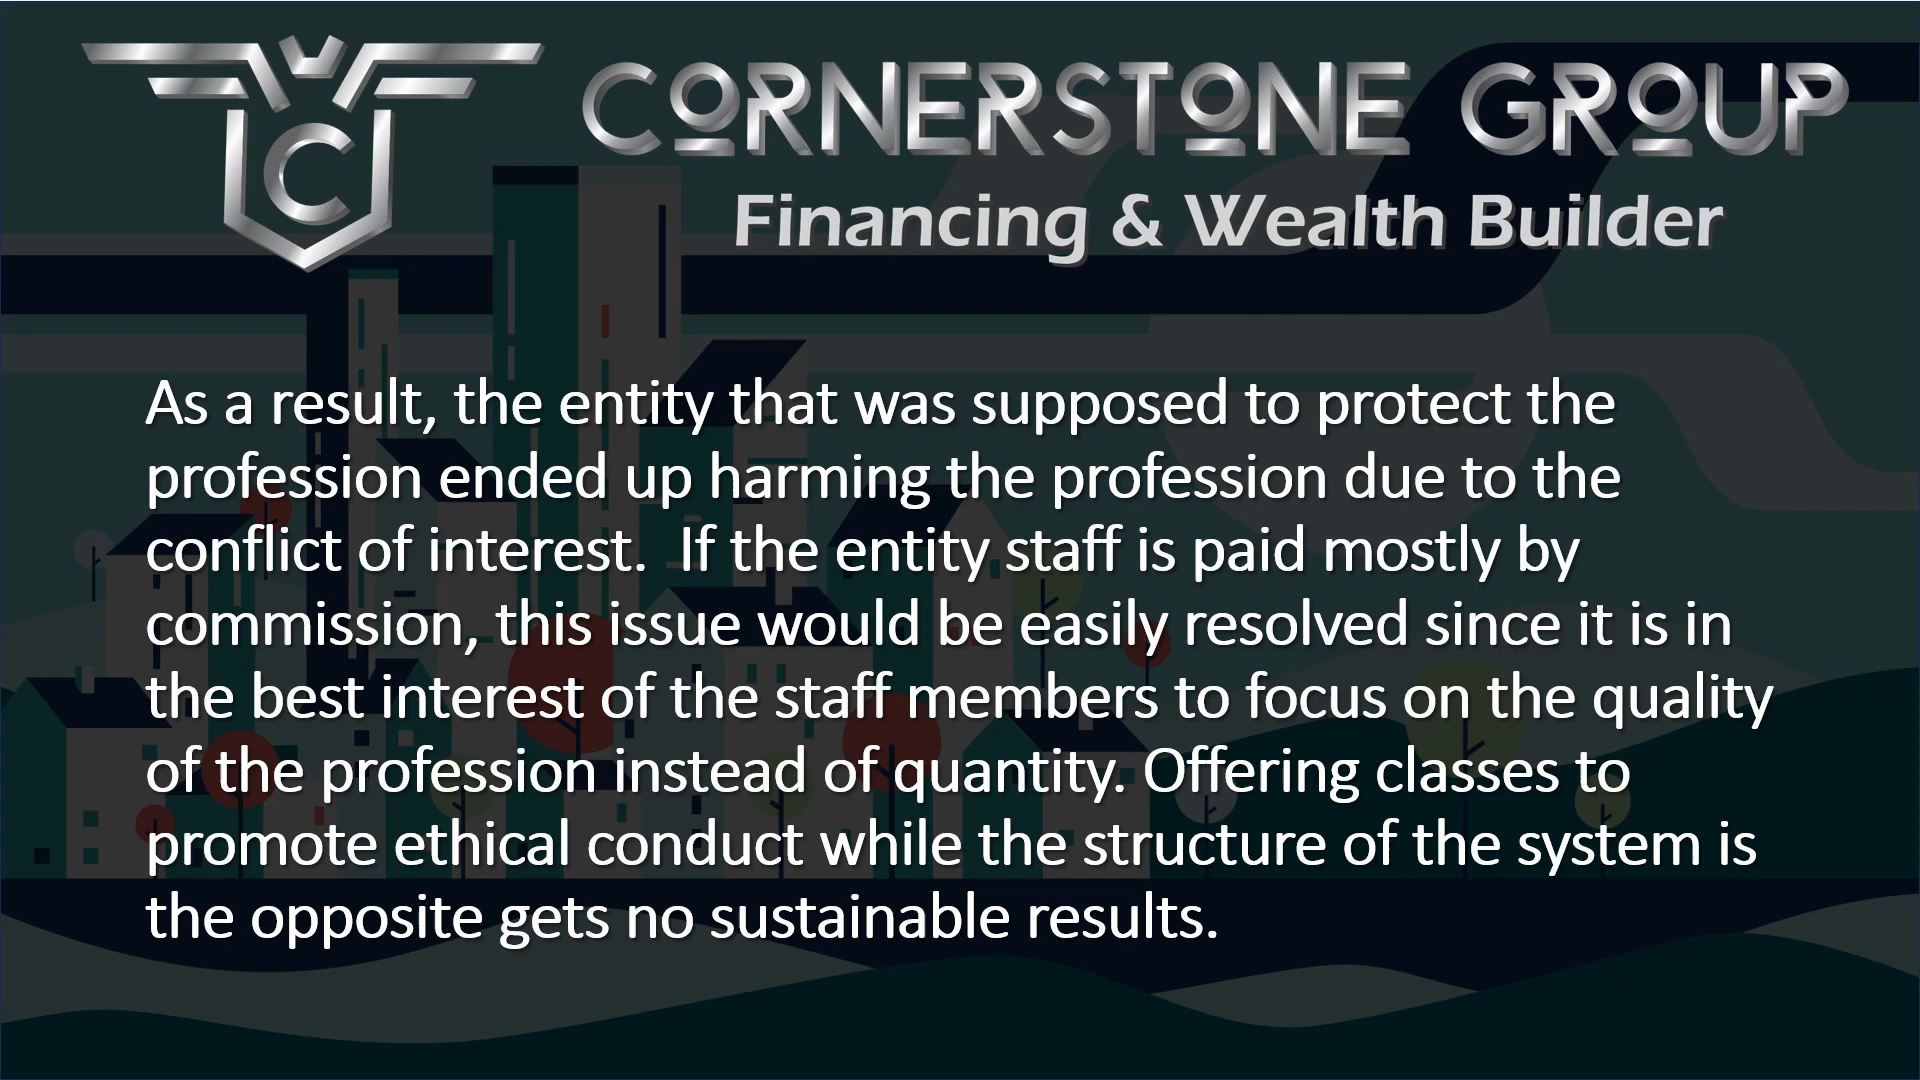 CORNERSTONE GROUP
C
Financing & Wealth Builder
As a result, the entity that was supposed to protect the
profession ended up harming the profession due to the
conflict of interest.  If the entity staff is paid mostly by
commission, this issue would be easily resolved since it is in
the best interest of the staff members to focus on the quality
of the profession instead of quantity. Offering classes to
promote ethical conduct while the structure of the system is
the opposite gets no sustainable results.